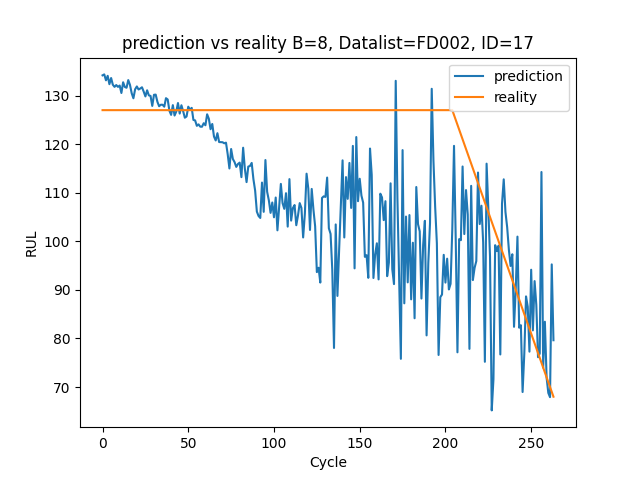 prediction vs reality B=8, Datalist=FD002, ID=17
prediction
reality
RUL
130
120
110
100
90
80
70
0 50 100 150 200 250
Cycle